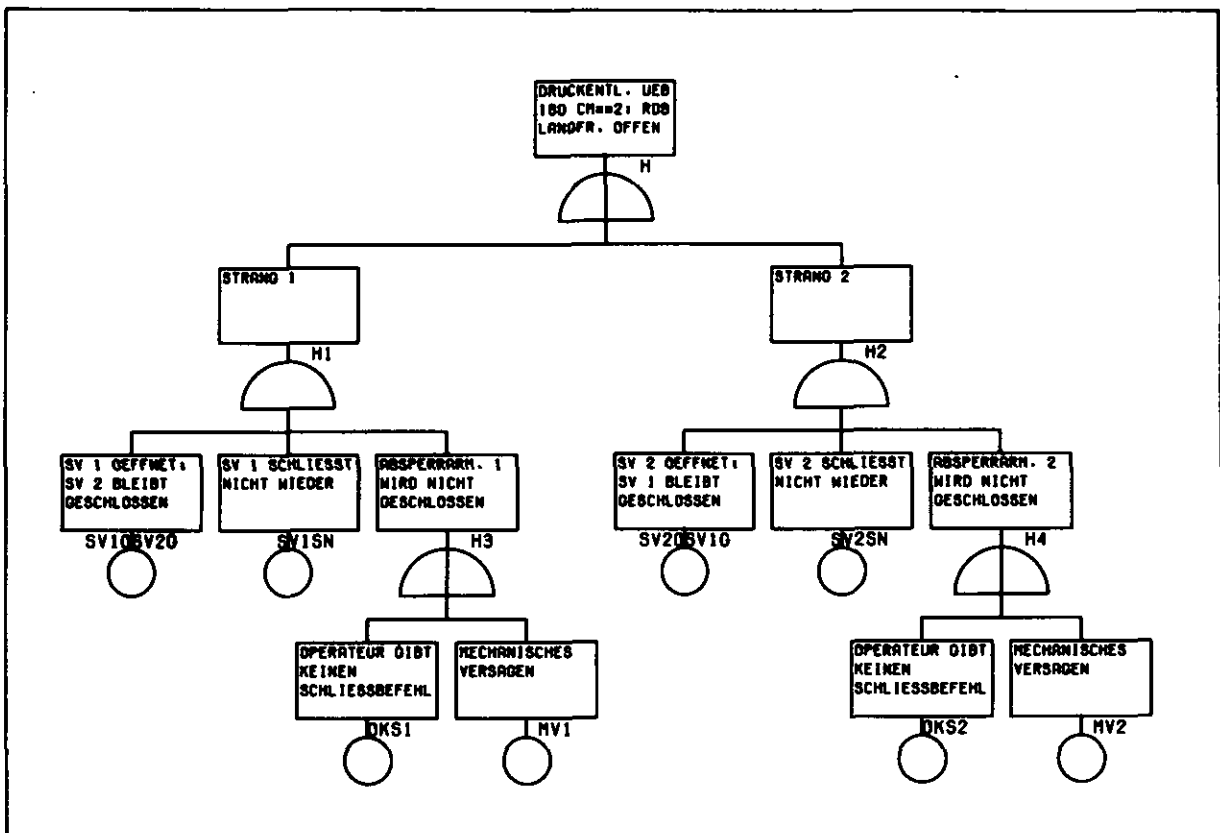 DRUCKENTL. UEB
180 CM==2: RDB
LANGFR. OFFEN
H
STRANG 1
STRANG 2
H1
H2
SV 1 OEFFNET:
SV 2 BLEIBT
GESCHLOSSEN
SV 1 SCHLIESST
NICHT WIEDER
ABSPERRARM. 1
WIRD NICHT
GESCHLOSSEN
SV 2 OEFFNET:
SV 1 BLEIBT
GESCHLOSSEN
SV 2 SCHLIESST
NICHT WIEDER
ABSPERRARM. 2
WIRD NICHT
GESCHLOSSEN
SV1OSV2O
SV1SN
H3
SV2OSV1O
SV2SN
H4
OPERATEUR GIBT
KEINEN
SCHLIESSBEFEHL
MECHANISCHES
VERSAGEN
OPERATEUR GIBT
KEINEN
SCHLIESSBEFEHL
MECHANISCHES
VERSAGEN
OKS1
MV1
OKS2
MV2